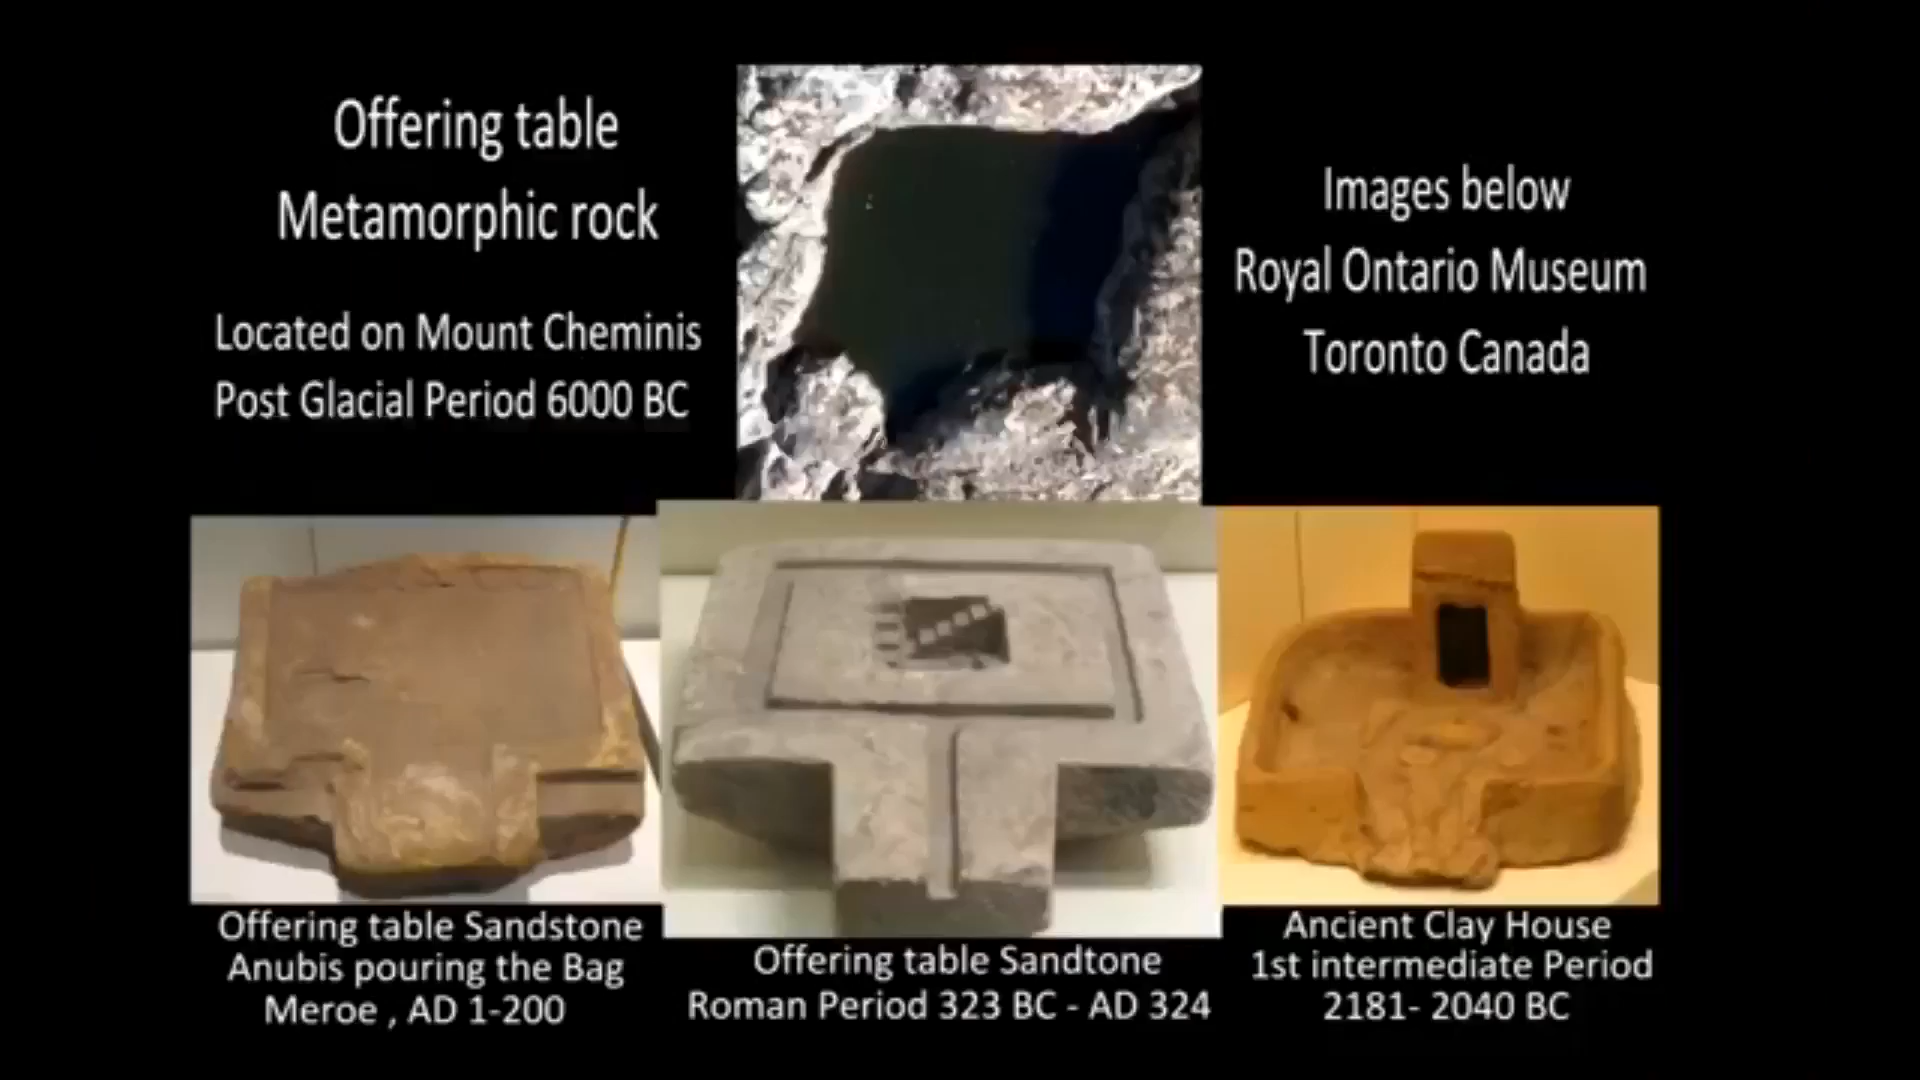 Offering table
Metamorphic rock
Located on Mount Cheminis
Post Glacial Period 6000 BC
Images below
Royal Ontario Museum
Toronto Canada
Offering table Sandstone
Anubis pouring the Bag
Meroe , AD 1-200
Offering table Sandtone
Roman Period 323 BC - AD 324
Ancient Clay House
1st intermediate Period
2181- 2040 BC